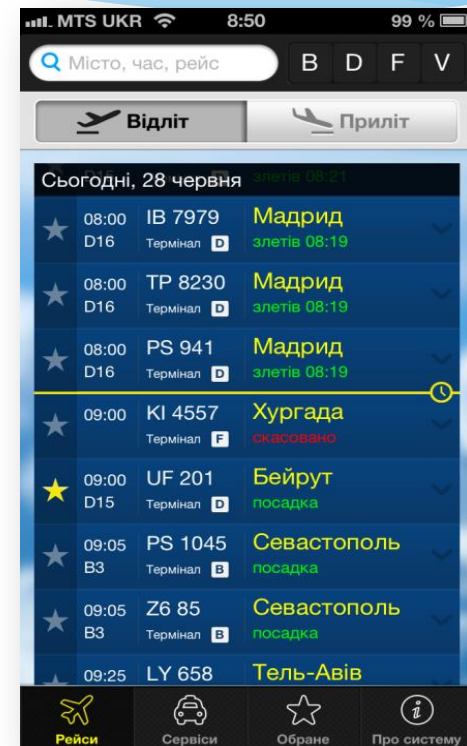 MTS UKR 8:50 99 %
Місто, час, рейс B D F V
Відліт Приліт
D15 злетів 08:21
Сьогодні, 28 червня
08:00 IB 7979 Мадрид
D16 Термінал D злетів 08:19
08:00 TP 8230 Мадрид
D16 Термінал D злетів 08:19
08:00 PS 941 Мадрид
D16 Термінал D злетів 08:19
09:00 KI 4557 Хургада
Термінал F скасовано
09:00 UF 201 Бейрут
D15 Термінал D посадка
09:05 PS 1045 Севастополь
B3 Термінал B посадка
09:05 Z6 85 Севастополь
B3 Термінал B посадка
09:25 LY 658 Тель-Авів
Рейси Сервіси Обране Про систему